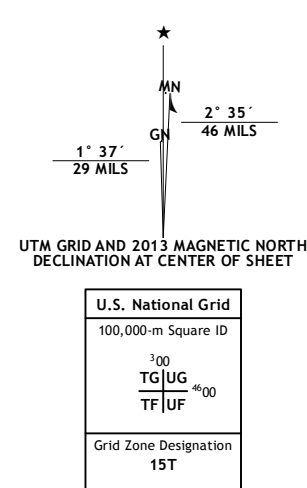 ★
MN
GN
2° 35´
46 MILS
1° 37´
29 MILS
UTM GRID AND 2013 MAGNETIC NORTH
DECLINATION AT CENTER OF SHEET
U.S. National Grid
100,000-m Square ID
³00
TG UG
⁴⁶00
TF UF
Grid Zone Designation
15T